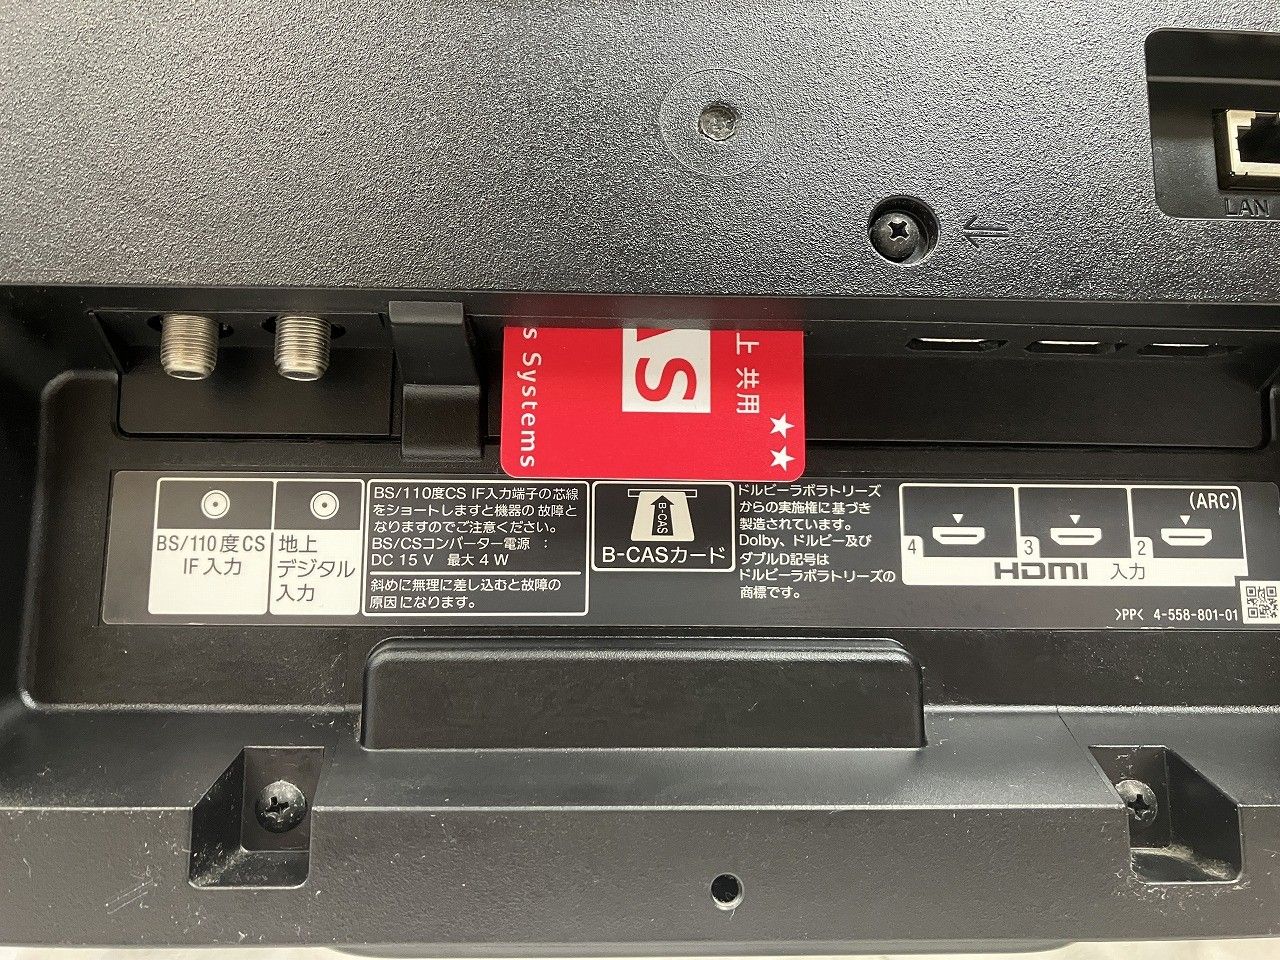 LAN
AS
上共用
★★
s Systems
BS/110度CS
IF入力
地上
デジタル
入力
BS/110度CS IF入力端子の芯線
をショートしますと機器の故障と
なりますのでご注意ください。
BS/CSコンバーター電源 :
DC 15 V 最大 4 W
斜めに無理に差し込むと故障の
原因になります。
B-CAS
B-CASカード
ドルビーラボラトリーズ
からの実施権に基づき
製造されています。
Dolby、ドルビー及び
ダブルD記号は
ドルビーラボラトリーズの
商標です。
(ARC)
4 3 2
HDMI 入力
>PP< 4-558-801-01